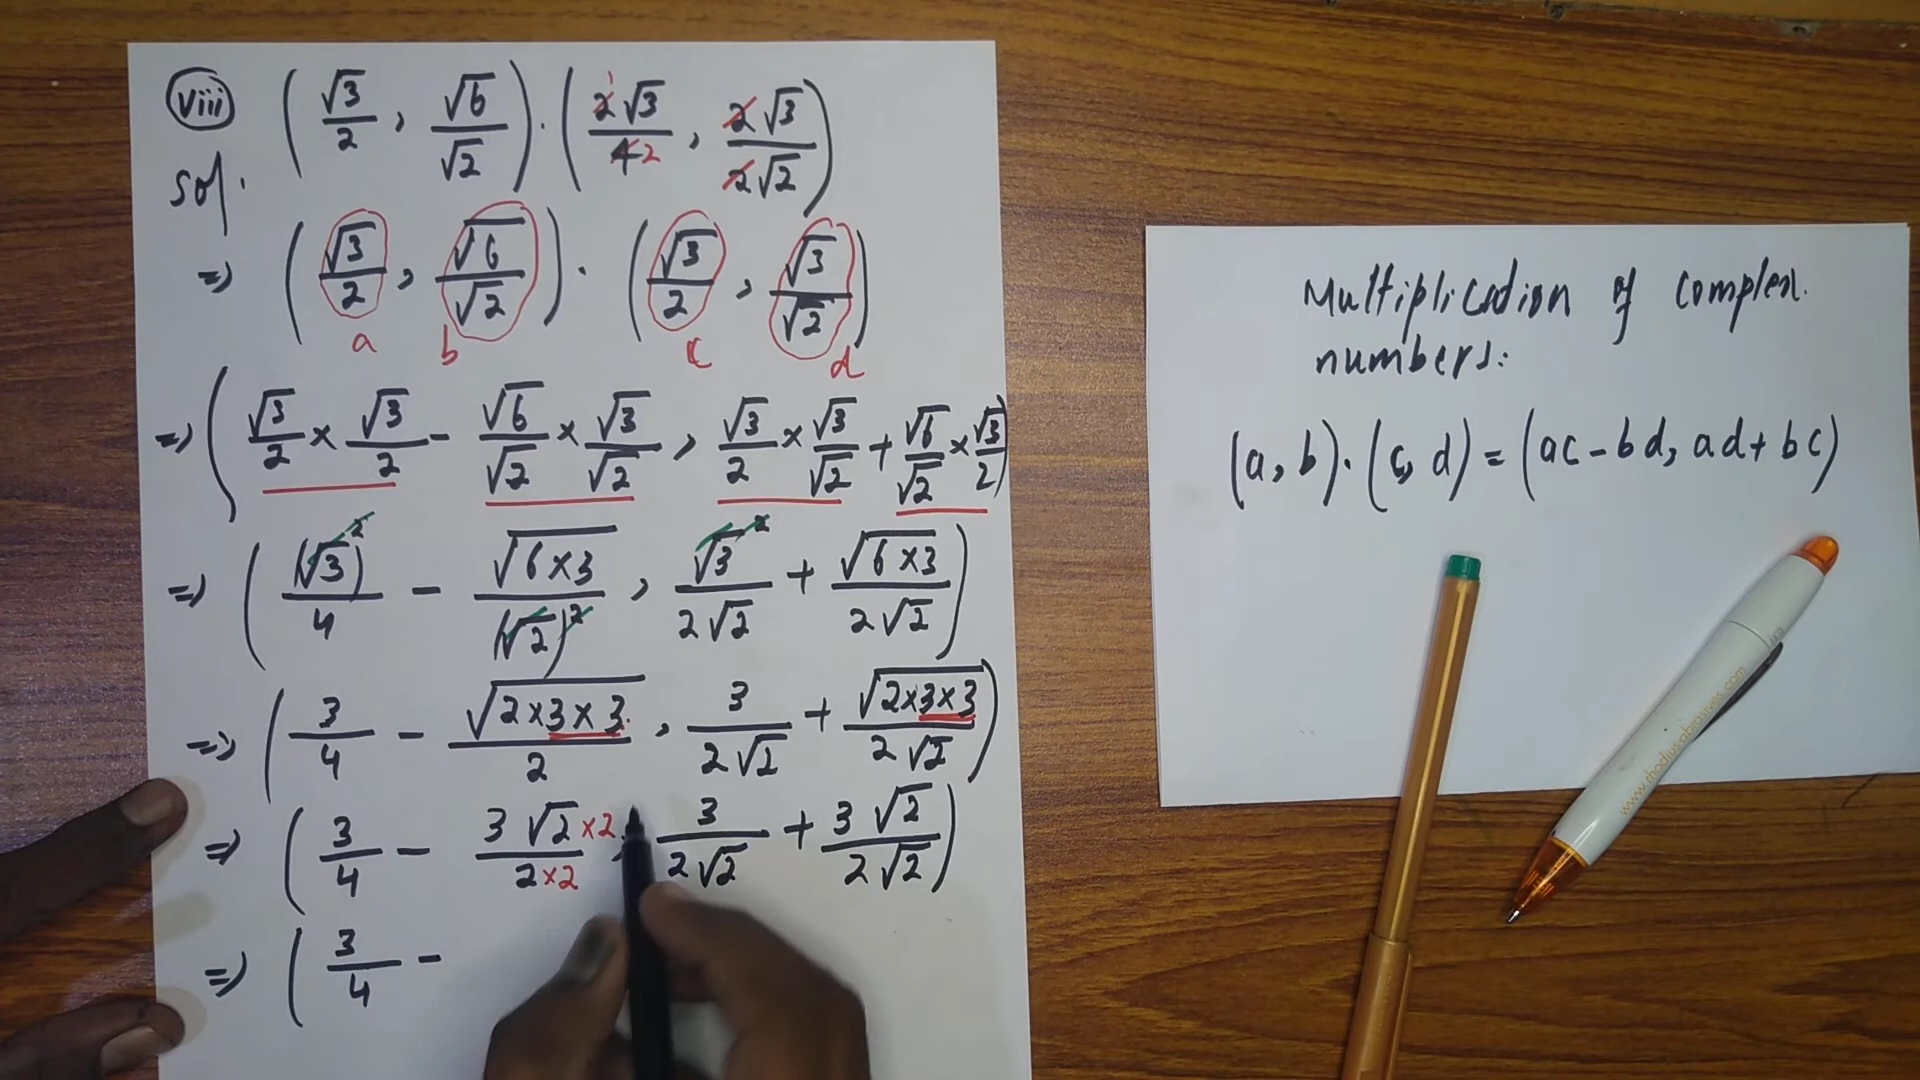 viii (√3/2, √6/√2) · (2√3/4, 2√3/2√2) 1 2
Sol.
⇒ (√3/2, √6/√2) · (√3/2, √3/√2)
a b c d
⇒ (√3/2 × √3/2 - √6/√2 × √3/√2, √3/2 × √3/√2 + √6/√2 × √3/2)
⇒ ((√3)²/4 - √(6×3)/(√2)², √3²/2√2 + √(6×3)/2√2)
⇒ (3/4 - √(2×3×3)/2, 3/2√2 + √(2×3×3)/2√2)
⇒ (3/4 - 3√2×2/2×2, 3/2√2 + 3√2/2√2)
⇒ (3/4 -
Multiplication of complex
numbers:
(a, b) · (c, d) = (ac - bd, ad + bc)
www.rhodiusabrasives.com